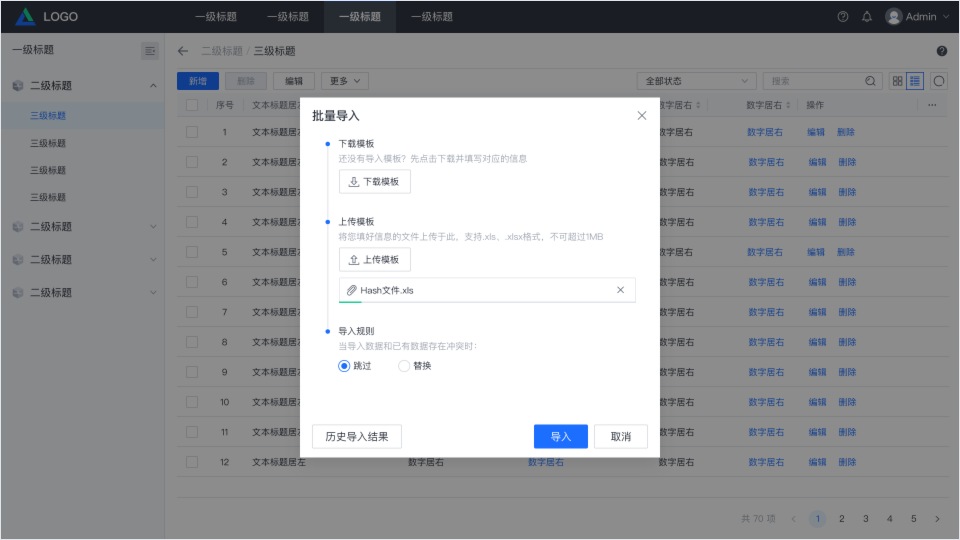 LOGO
一级标题 一级标题 一级标题 一级标题
Admin
一级标题
二级标题
三级标题
三级标题
三级标题
三级标题
二级标题
二级标题
二级标题
二级标题 / 三级标题
新增 删除 编辑 更多
全部状态 搜索
序号 文本标题居左 数字居右 数字居右 操作
1 文本标题居左 数字居右 数字居右 编辑 删除
2 文本标题居左 数字居右 数字居右 编辑 删除
3 文本标题居左 数字居右 数字居右 编辑 删除
4 文本标题居左 数字居右 数字居右 编辑 删除
5 文本标题居左 数字居右 数字居右 编辑 删除
6 文本标题居左 数字居右 数字居右 编辑 删除
7 文本标题居左 数字居右 数字居右 编辑 删除
8 文本标题居左 数字居右 数字居右 编辑 删除
9 文本标题居左 数字居右 数字居右 编辑 删除
10 文本标题居左 数字居右 数字居右 编辑 删除
11 文本标题居左 数字居右 数字居右 编辑 删除
12 文本标题居左 数字居右 数字居右 数字居右 数字居右 编辑 删除
共 70 项 1 2 3 4 5
批量导入
下载模板
还没有导入模板？先点击下载并填写对应的信息
下载模板
上传模板
将您填好信息的文件上传于此，支持.xls、.xlsx格式，不可超过1MB
上传模板
Hash文件.xls
导入规则
当导入数据和已有数据存在冲突时：
跳过 替换
历史导入结果 导入 取消